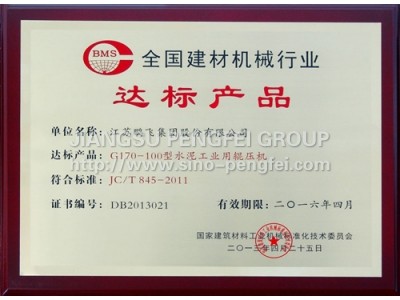 BMS
全国建材机械行业
达标产品
单位名称：江苏鹏飞集团股份有限公司
JIANGSU PENGFEI GROUP
达标产品：G170-100型水泥工业用辊压机
www.sino-pengfei.com
符合标准：JC/T 845-2011
证书编号：DB2013021 有效期限：二〇一六年四月
国家建筑材料工业机械标准化技术委员会
二〇一三年四月二十五日